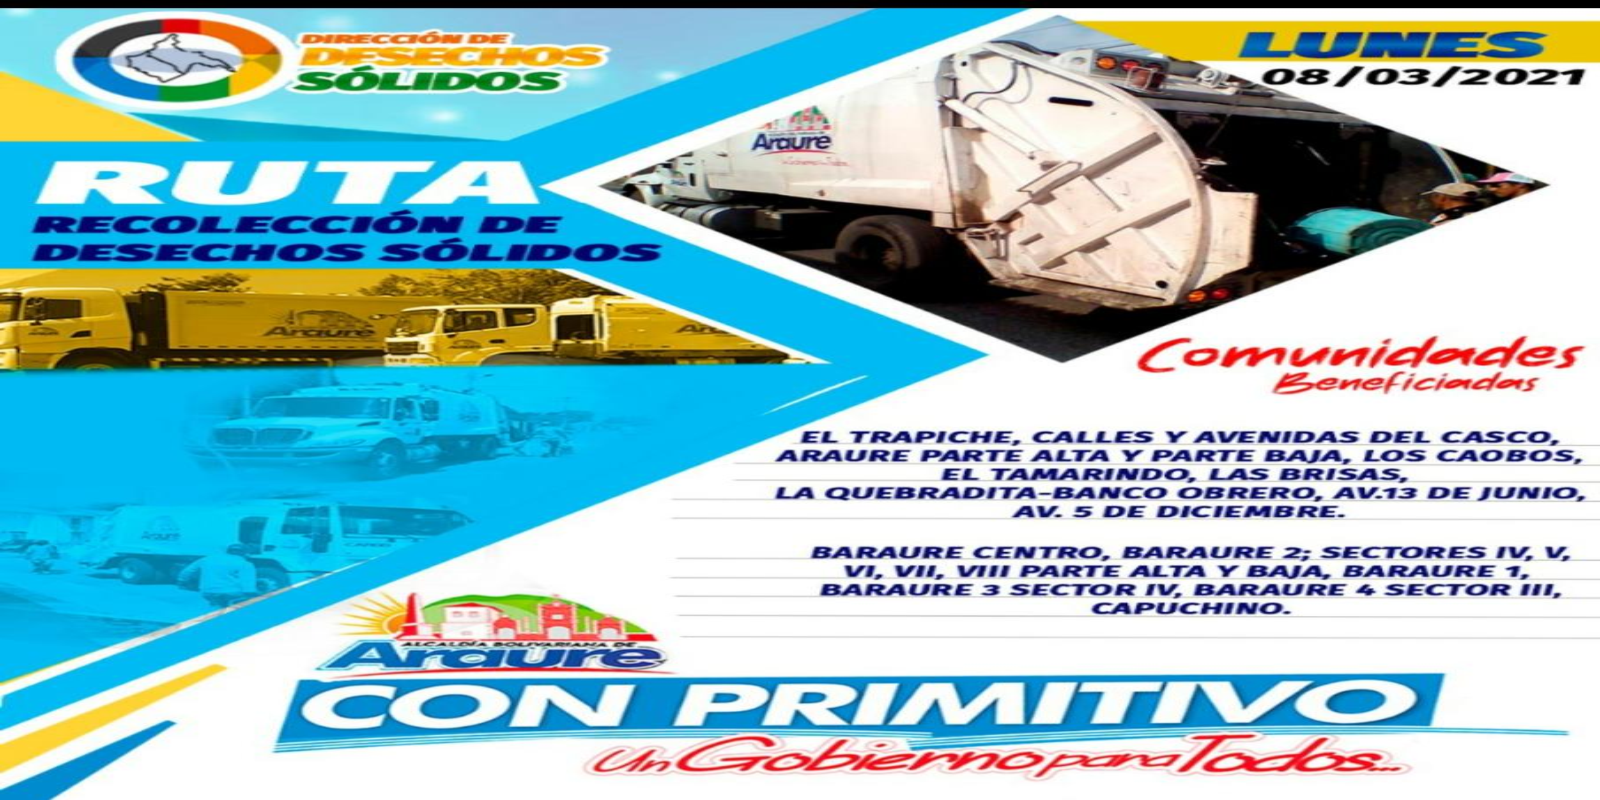 DIRECCIÓN DE
DESECHOS
SÓLIDOS
LUNES
08/03/2021
RUTA
RECOLECCIÓN DE
DESECHOS SÓLIDOS
Araure
Araure
Comunidades
Beneficiadas
EL TRAPICHE, CALLES Y AVENIDAS DEL CASCO,
ARAURE PARTE ALTA Y PARTE BAJA, LOS CAOBOS,
EL TAMARINDO, LAS BRISAS,
LA QUEBRADITA-BANCO OBRERO, AV.13 DE JUNIO,
AV. 5 DE DICIEMBRE.
BARAURE CENTRO, BARAURE 2; SECTORES IV, V,
VI, VII, VIII PARTE ALTA Y BAJA, BARAURE 1,
BARAURE 3 SECTOR IV, BARAURE 4 SECTOR III,
CAPUCHINO.
ALCALDÍA BOLIVARIANA DE
Araure
CON PRIMITIVO
Un Gobierno para Todos...